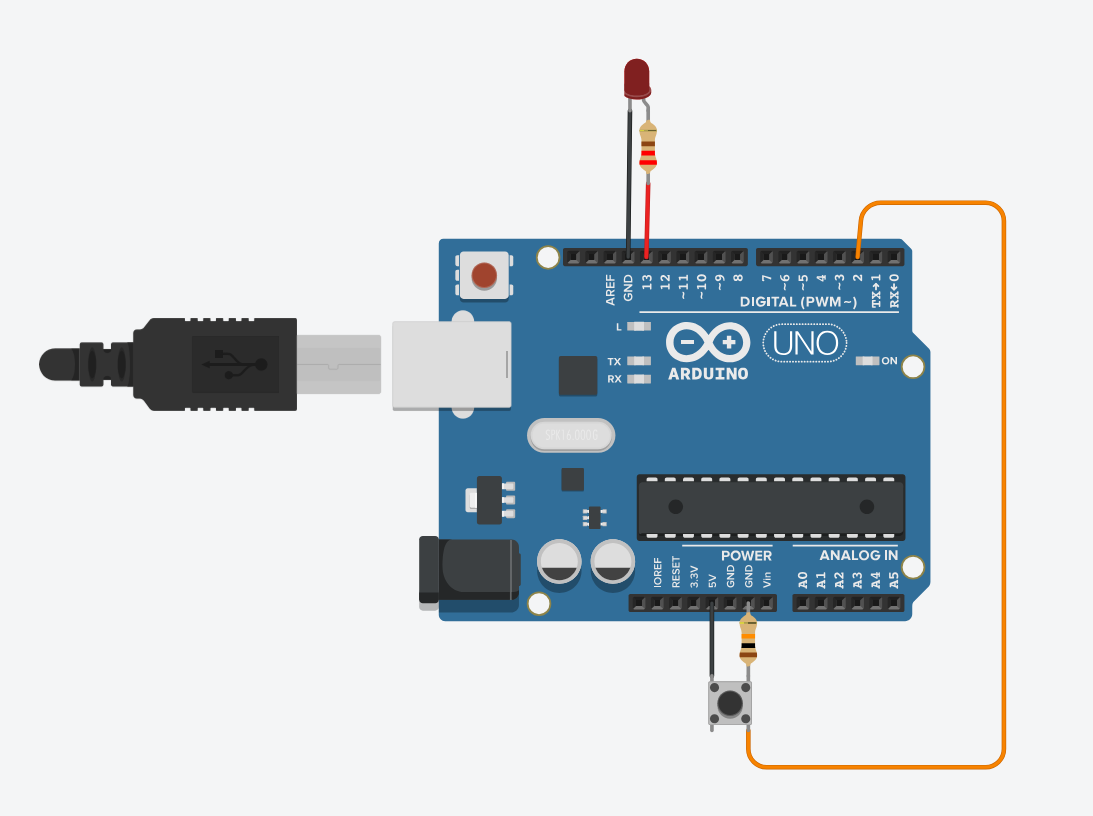 AREF
GND
13
12
~11
~10
~9
8
7
~6
~5
4
~3
2
TX→1
RX←0
DIGITAL (PWM~)
L
TX
RX
ARDUINO
UNO
ON
SPK16.000G
POWER
ANALOG IN
IOREF
RESET
3.3V
5V
GND
GND
Vin
A0
A1
A2
A3
A4
A5